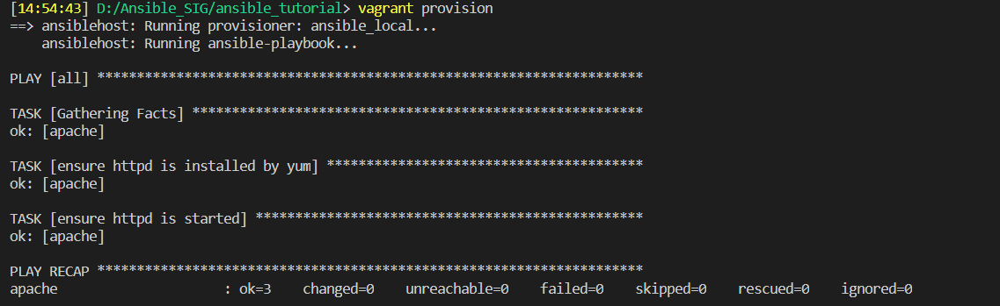 [14:54:43] D:/Ansible_SIG/ansible_tutorial> vagrant provision
==> ansiblehost: Running provisioner: ansible_local...
    ansiblehost: Running ansible-playbook...
PLAY [all] *********************************************************************
TASK [Gathering Facts] *********************************************************
ok: [apache]
TASK [ensure httpd is installed by yum] ****************************************
ok: [apache]
TASK [ensure httpd is started] *************************************************
ok: [apache]
PLAY RECAP *********************************************************************
apache                     : ok=3    changed=0    unreachable=0    failed=0    skipped=0    rescued=0    ignored=0